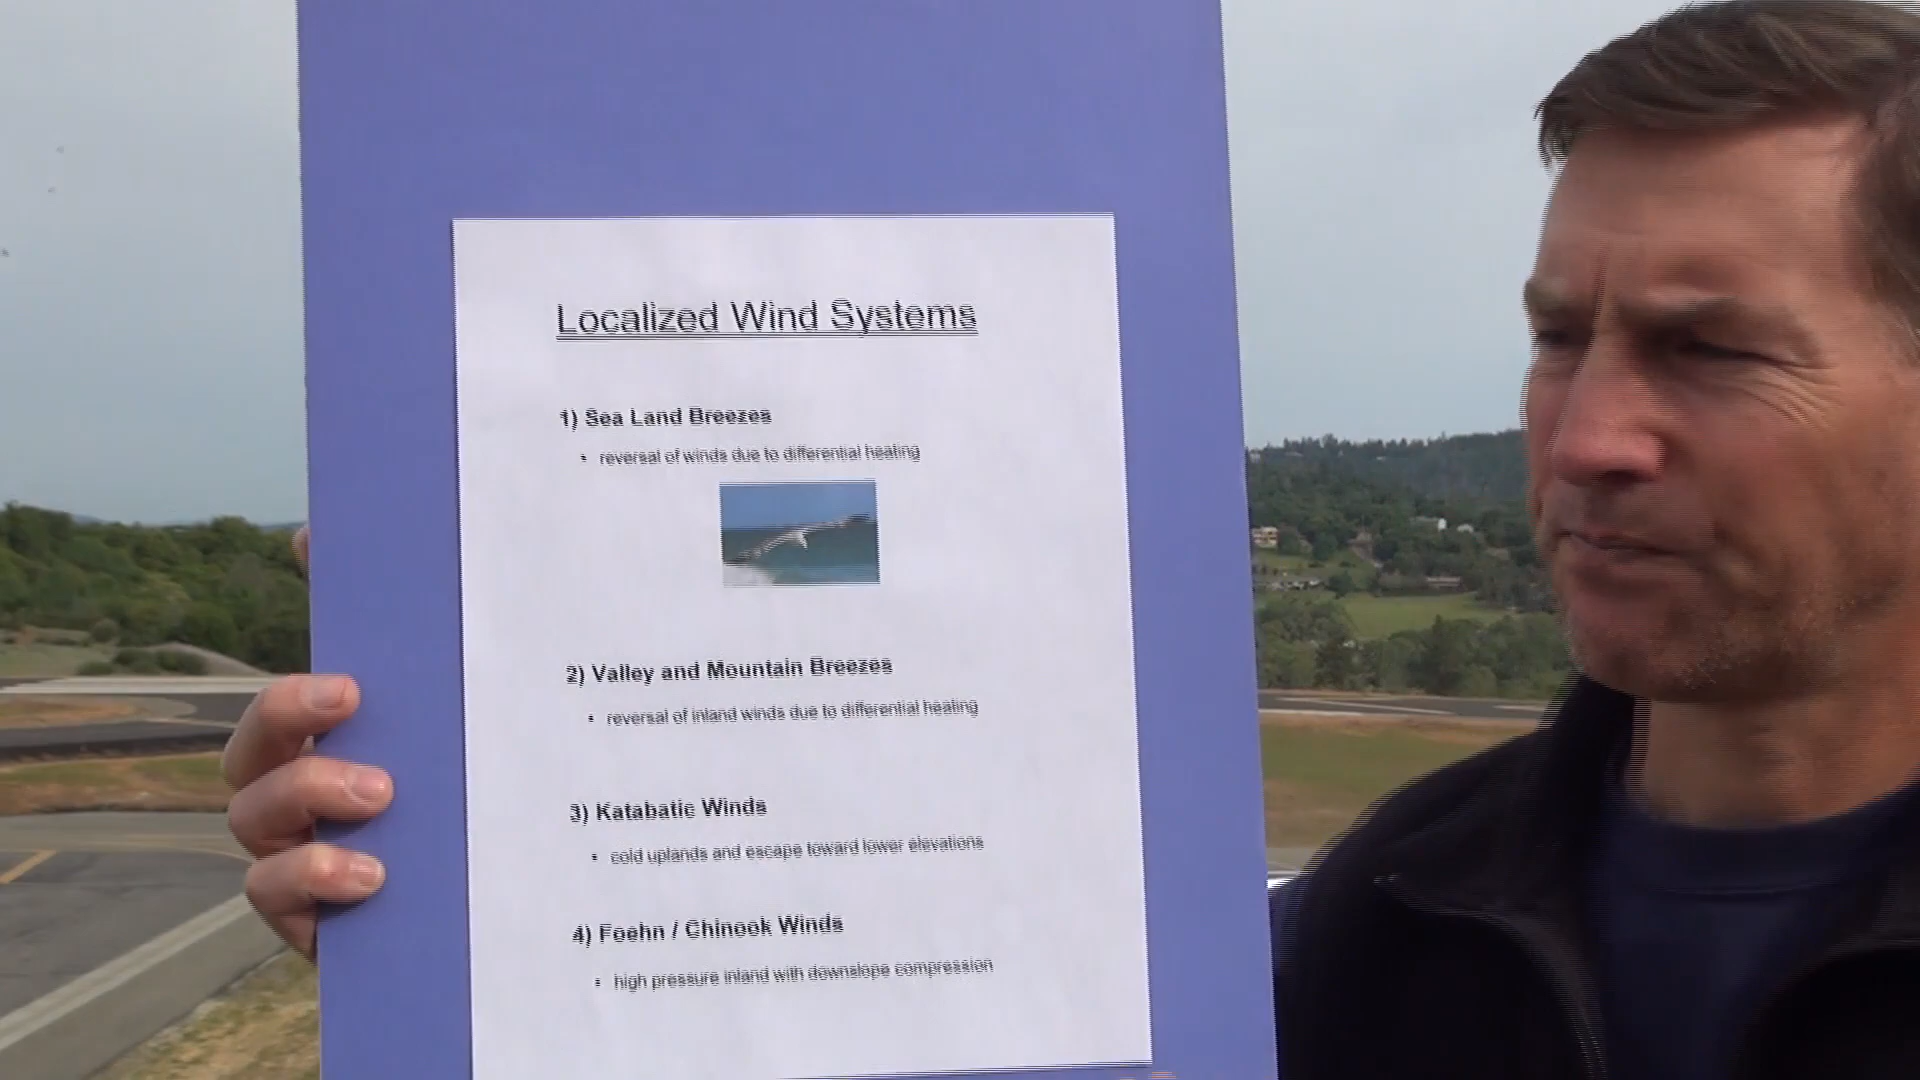 Localized Wind Systems
1) Sea Land Breezes
• reversal of winds due to differential heating
2) Valley and Mountain Breezes
• reversal of inland winds due to differential heating
3) Katabatic Winds
• cold uplands and escape toward lower elevations
4) Foehn / Chinook Winds
• high pressure inland with downslope compression